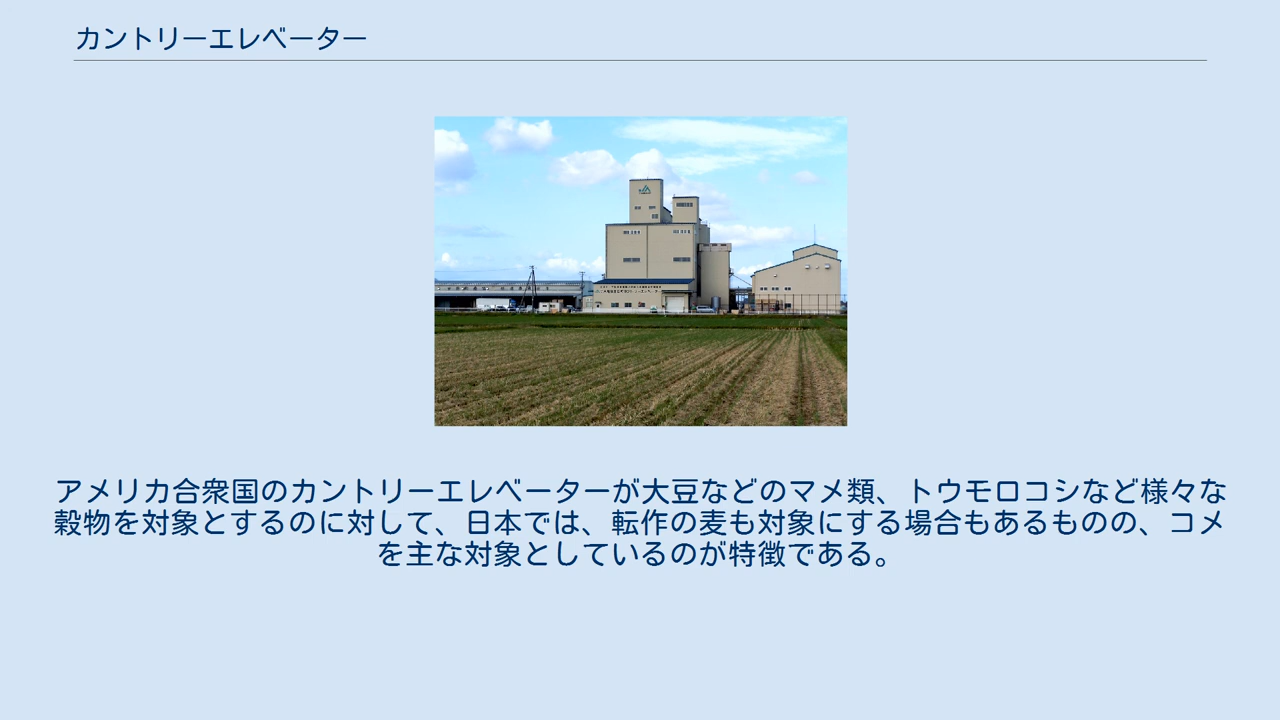 カントリーエレベーター
JA
アメリカ合衆国のカントリーエレベーターが大豆などのマメ類、トウモロコシなど様々な
穀物を対象とするのに対して、日本では、転作の麦も対象にする場合もあるものの、コメ
を主な対象としているのが特徴である。